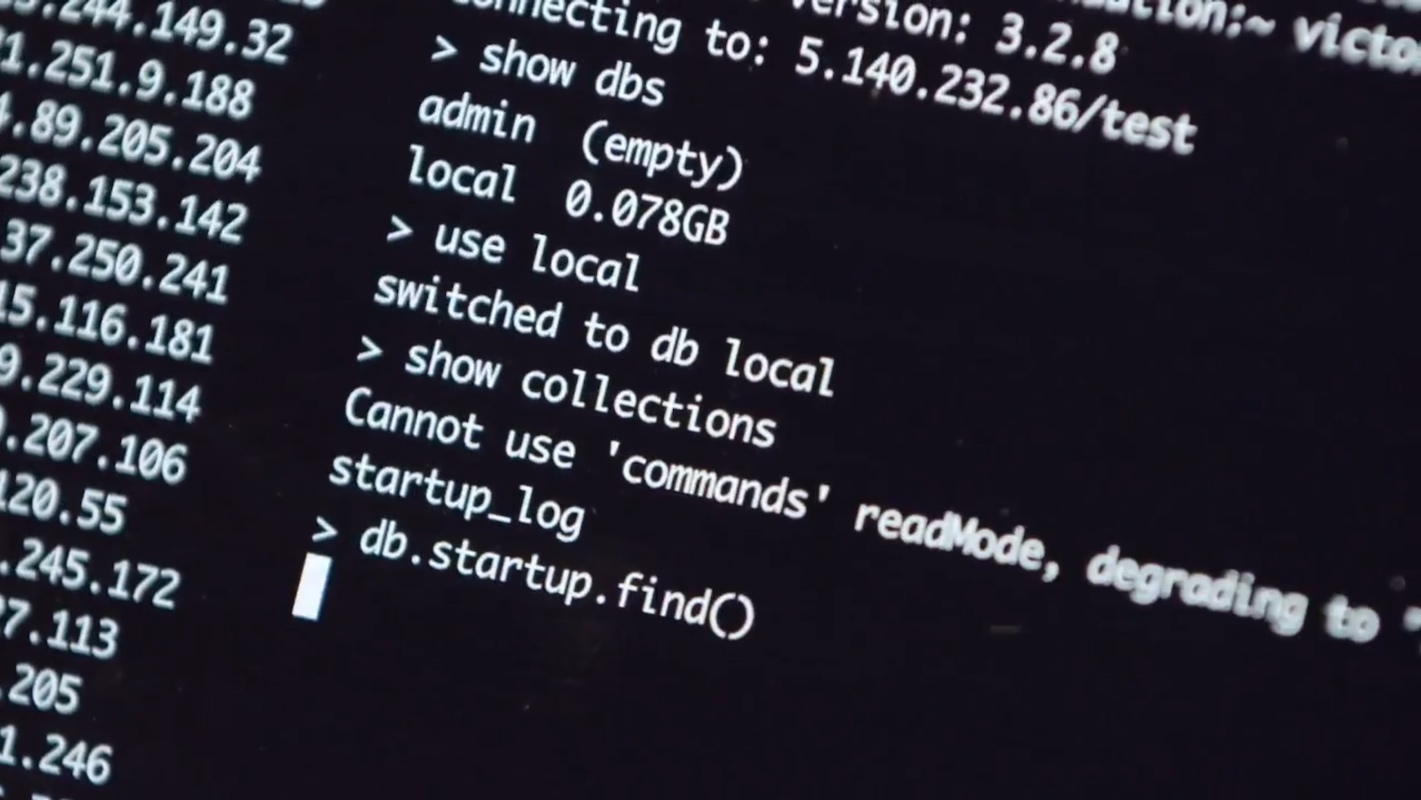 .244.149.32
1.251.9.188
.89.205.204
238.153.142
37.250.241
15.116.181
9.229.114
.207.106
120.55
.245.172
7.113
.205
1.246
version: 3.2.8
connecting to: 5.140.232.86/test
> show dbs
admin (empty)
local 0.078GB
> use local
switched to db local
> show collections
Cannot use 'commands' readMode, degrading to
startup_log
> db.startup.find()